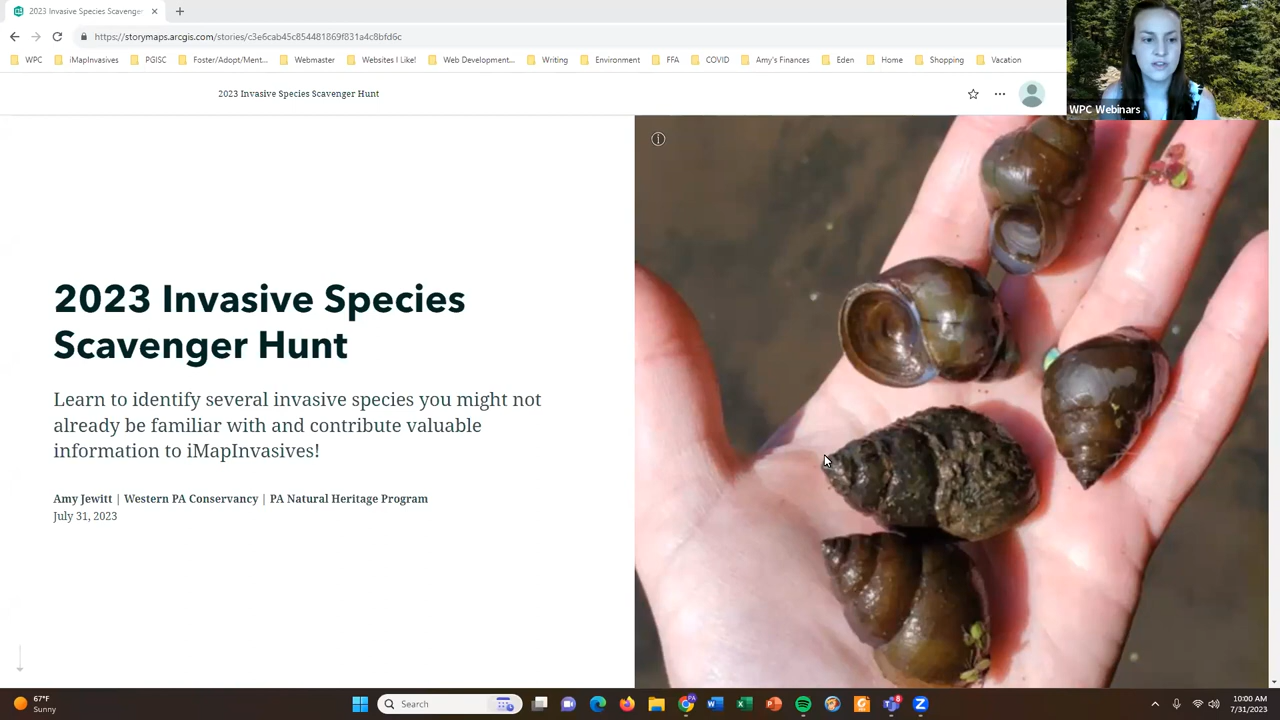 2023 Invasive Species Scavenger
https://storymaps.arcgis.com/stories/c3e6cab45c854481869f831a4c8bfd6c
WPC iMapInvasives PGISC Foster/Adopt/Ment... Webmaster Websites I Like! Web Development... Writing Environment FFA COVID Amy's Finances Eden Home Shopping Vacation
WPC Webinars
2023 Invasive Species Scavenger Hunt
2023 Invasive Species
Scavenger Hunt
Learn to identify several invasive species you might not
already be familiar with and contribute valuable
information to iMapInvasives!
Amy Jewitt | Western PA Conservancy | PA Natural Heritage Program
July 31, 2023
67°F
Sunny
Search
PA
8
10:00 AM
7/31/2023